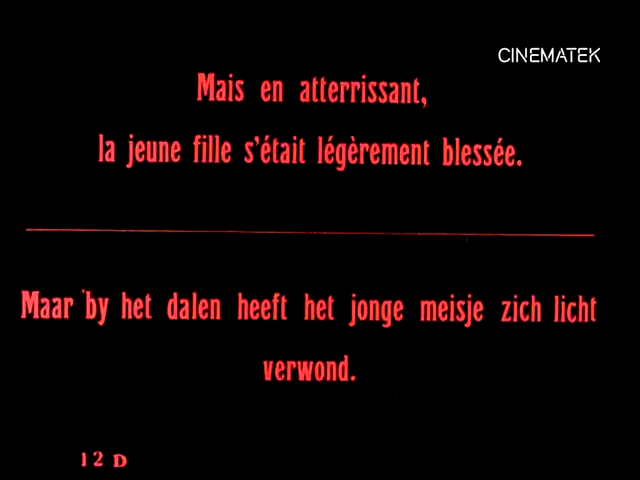 CINEMATEK
Mais en atterrissant,
la jeune fille s'était légèrement blessée.
Maar by het dalen heeft het jonge meisje zich licht
verwond.
12 D